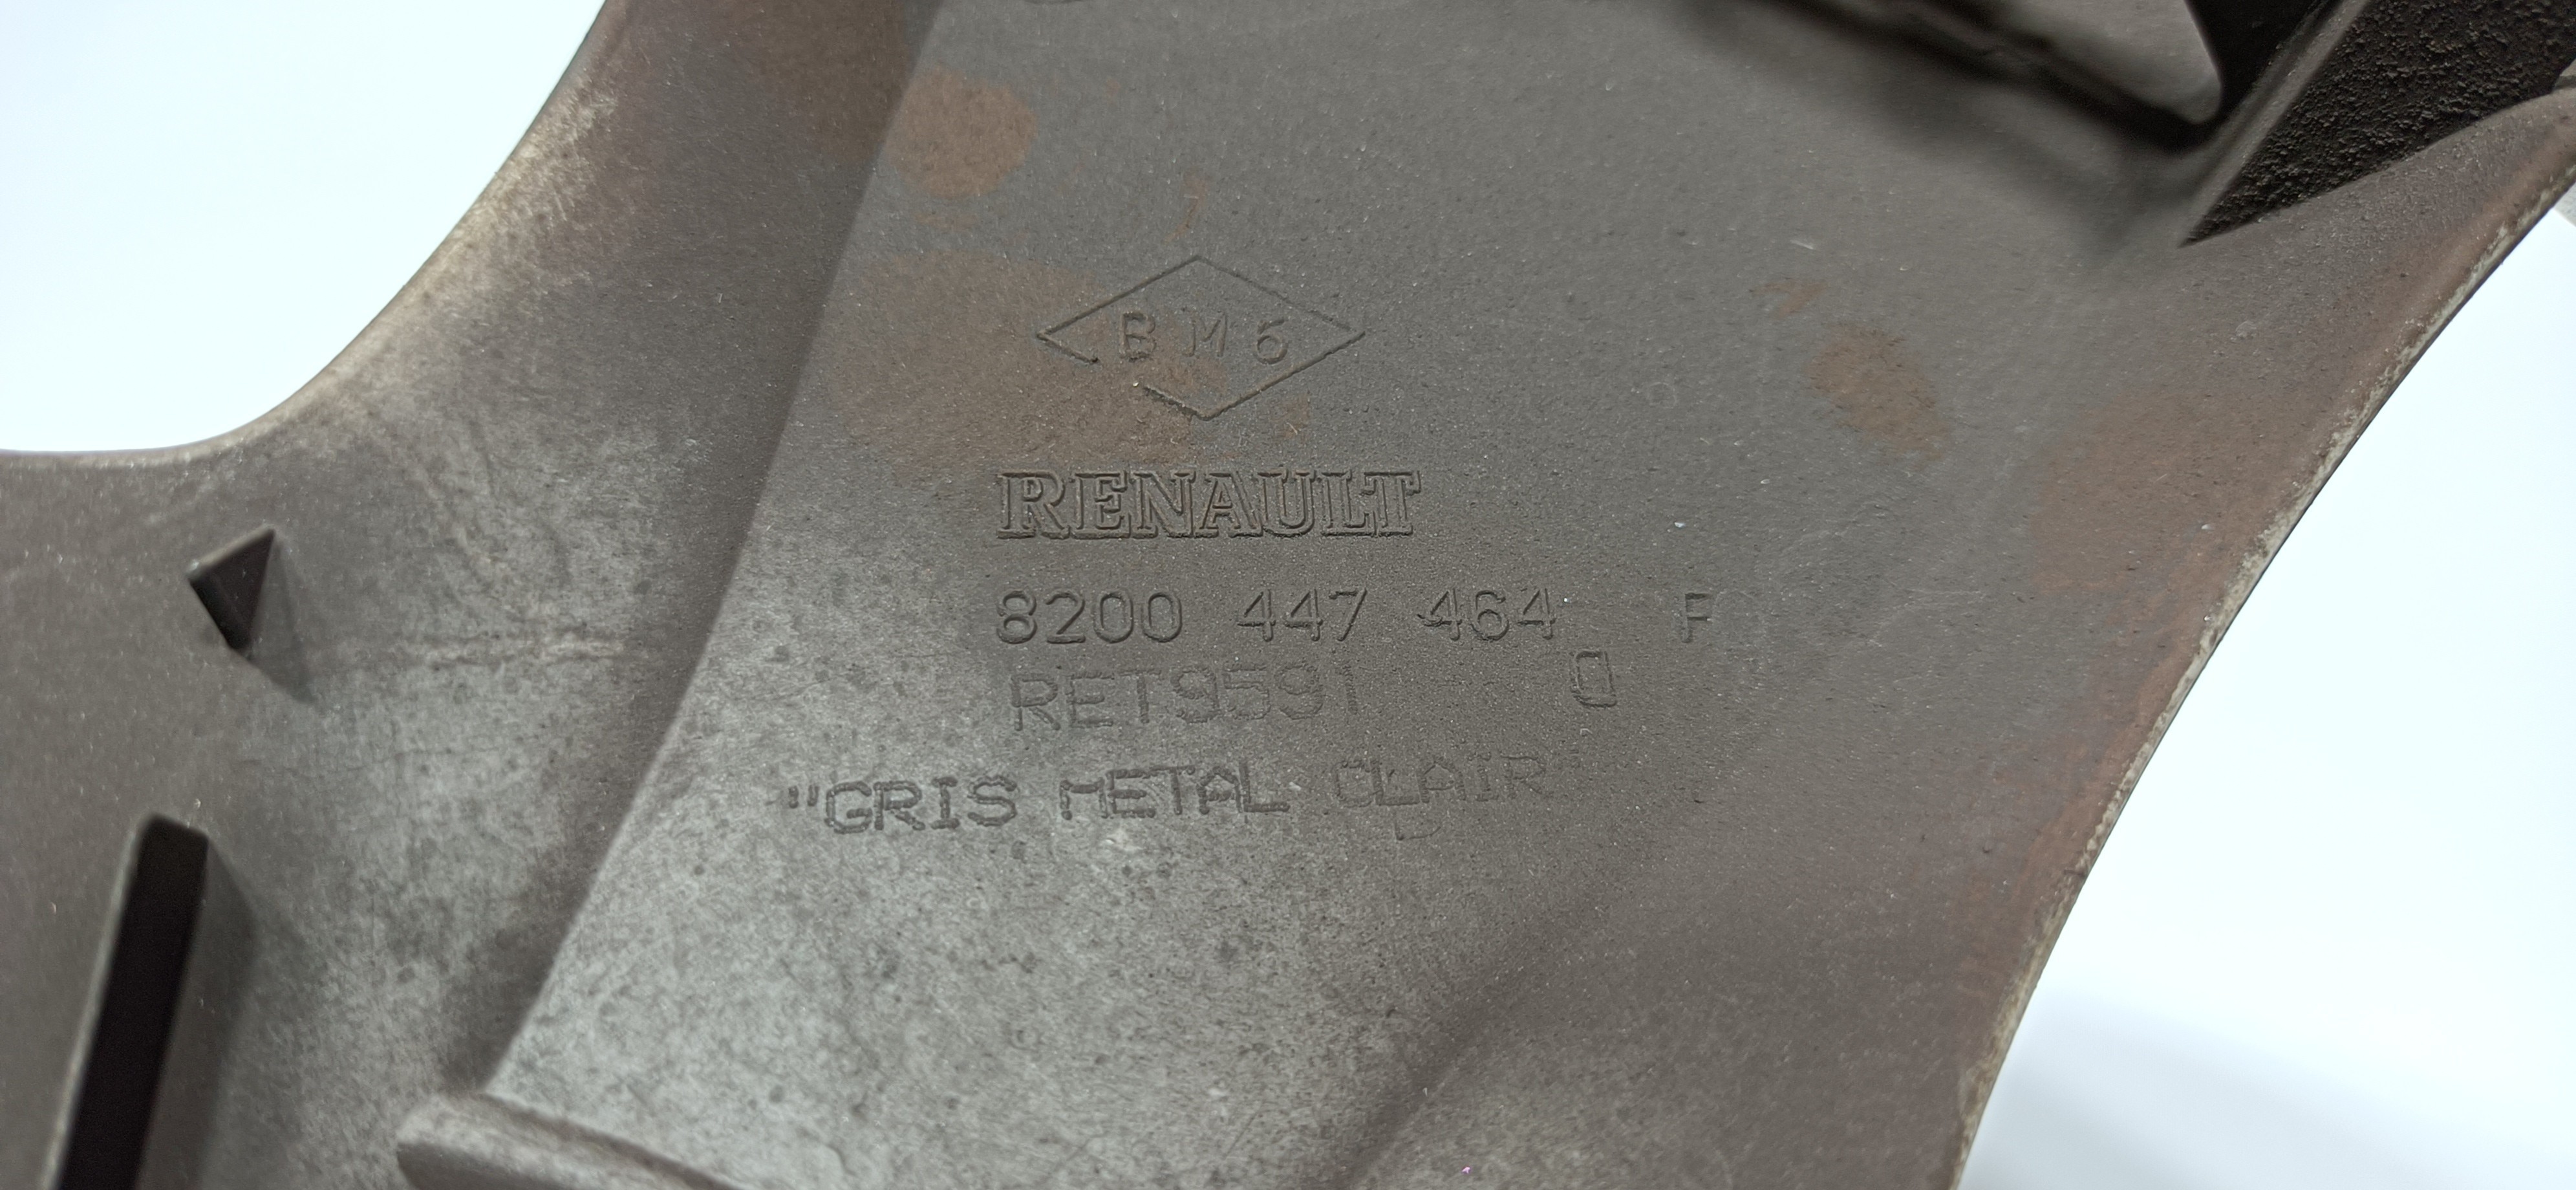 BM6
RENAULT
8200 447 464 F
RET9591 0
"GRIS METAL CLAIR"